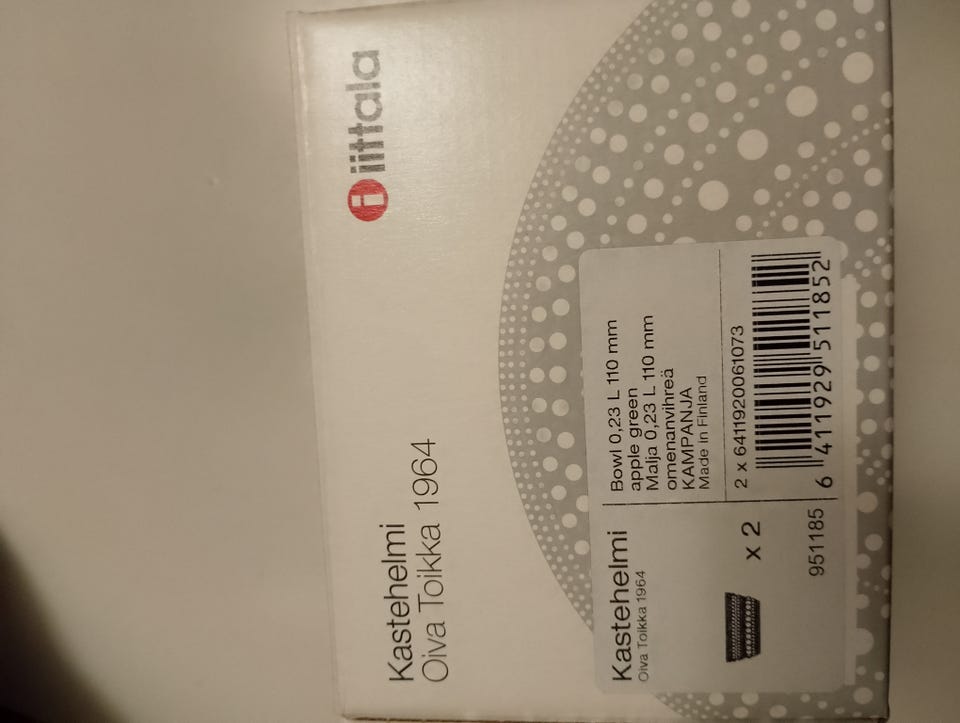 iittala
Kastehelmi
Oiva Toikka 1964
Kastehelmi
Oiva Toikka 1964
x 2
951185
Bowl 0,23 L 110 mm
apple green
Malja 0,23 L 110 mm
omenanvihreä
KAMPANJA
Made in Finland
2 x 6411920061073
6 411929 511852